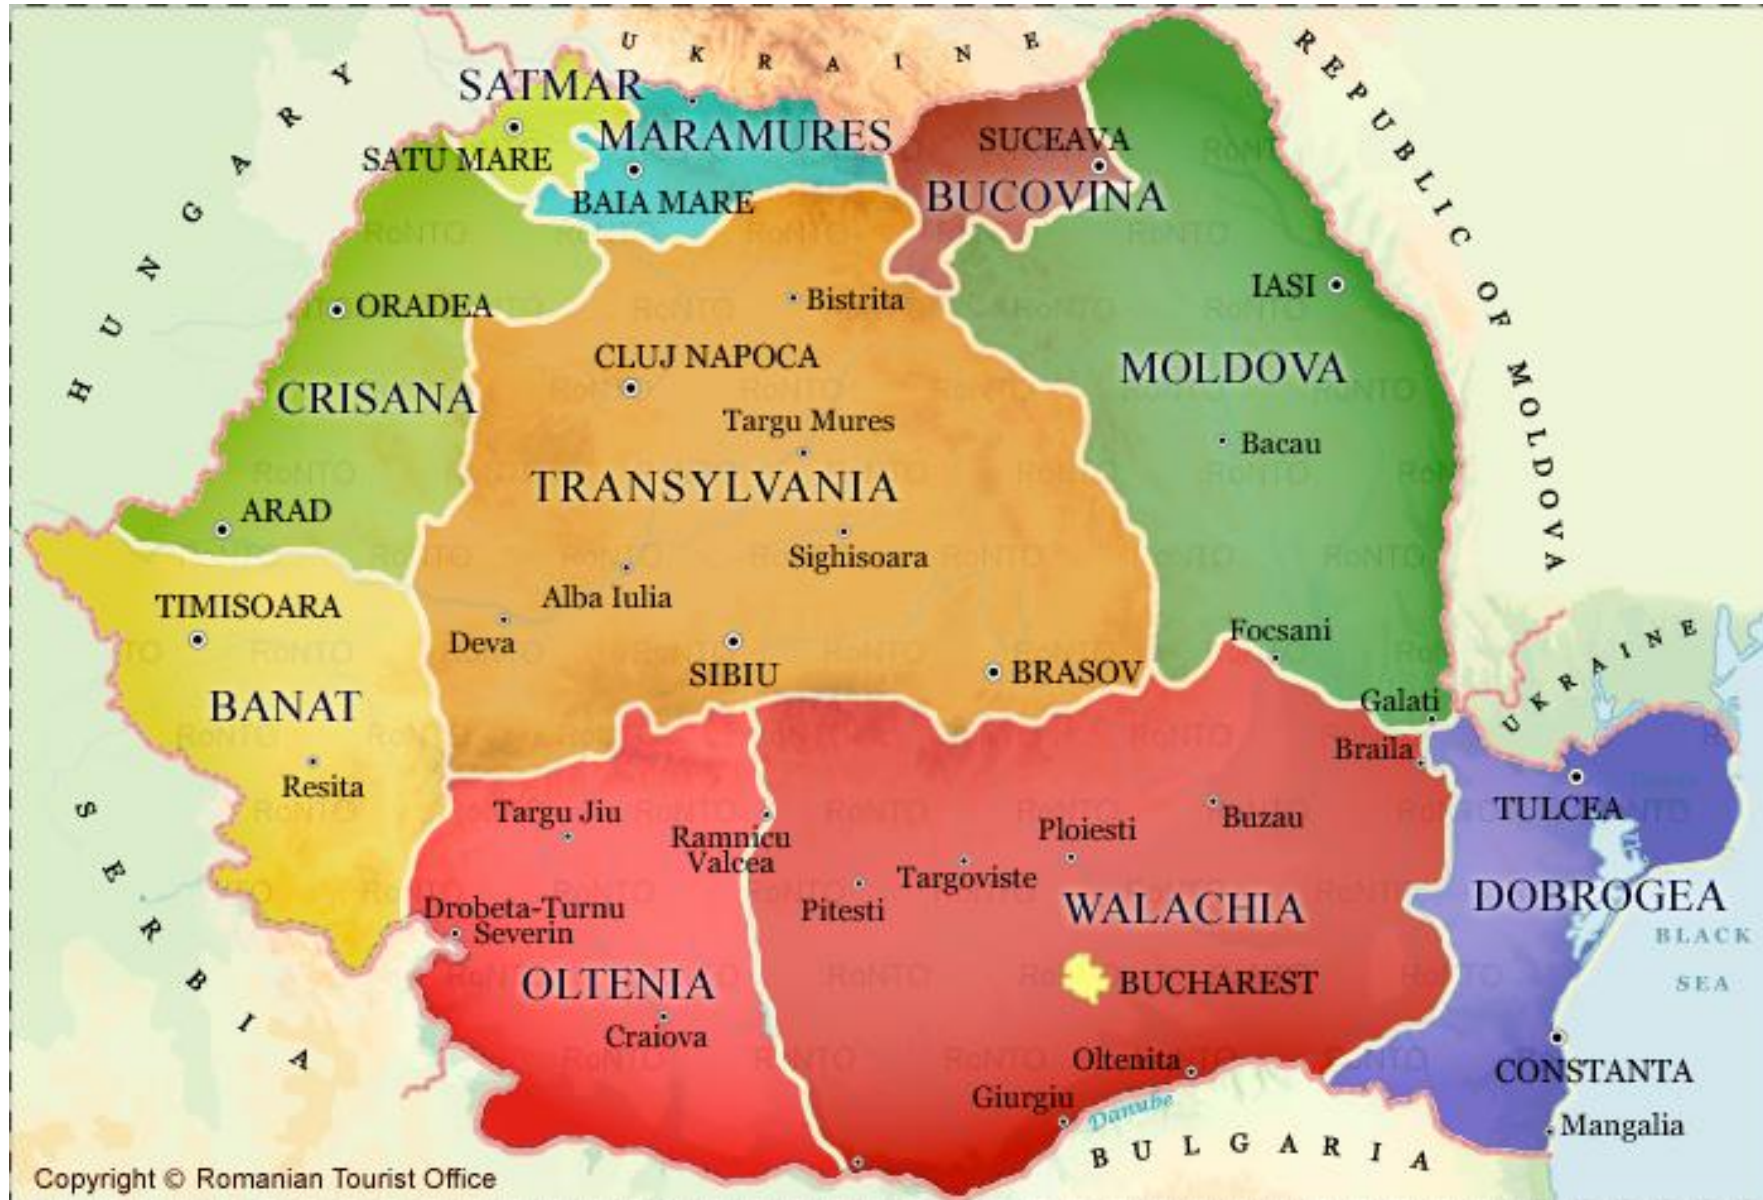 UKRAINE
HUNGARY
REPUBLIC OF MOLDOVA
SATMAR
SATU MARE
MARAMURES
BAIA MARE
SUCEAVA
BUCOVINA
ORADEA
CRISANA
ARAD
Bistrita
CLUJ NAPOCA
Targu Mures
TRANSYLVANIA
Sighisoara
Alba Iulia
Deva
SIBIU
BRASOV
IASI
MOLDOVA
Bacau
Focsani
Galati
Braila
UKRAINE
TIMISOARA
BANAT
Resita
SERBIA
Targu Jiu
Ramnicu
Valcea
Drobeta-Turnu
Severin
OLTENIA
Craiova
Pitesti
Targoviste
Ploiesti
Buzau
WALACHIA
BUCHAREST
Oltenita
Giurgiu
Danube
BULGARIA
TULCEA
DOBROGEA
BLACK
SEA
CONSTANTA
Mangalia
RoNTO
Copyright © Romanian Tourist Office